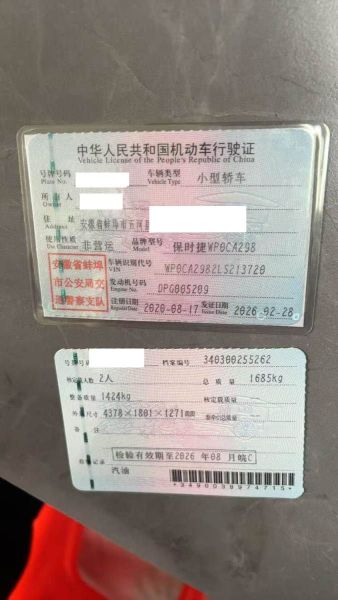 中华人民共和国机动车行驶证
Vehicle License of the People's Republic of China
号牌号码 Plate No. 车辆类型 Vehicle Type 小型轿车
所有人 Owner
住址 Address 安徽省蚌埠市五河县
使用性质 Use Character 非营运 品牌型号 Model 保时捷WP0CA298
安徽省蚌埠市公安局交通警察支队
车辆识别代号 VIN WP0CA2982LS213720
发动机号码 Engine No. DPG005209
注册日期 Register Date 2020-08-17 发证日期 Issue Date 2026-02-28
号牌号码 档案编号 340300255262
核定载人数 2人 总质量 1685kg
整备质量 1424kg 核定载质量
外廓尺寸 4378×1801×1271mm 准牵引总质量
备注
检验有效期至2026年08月皖C
检验记录
汽油